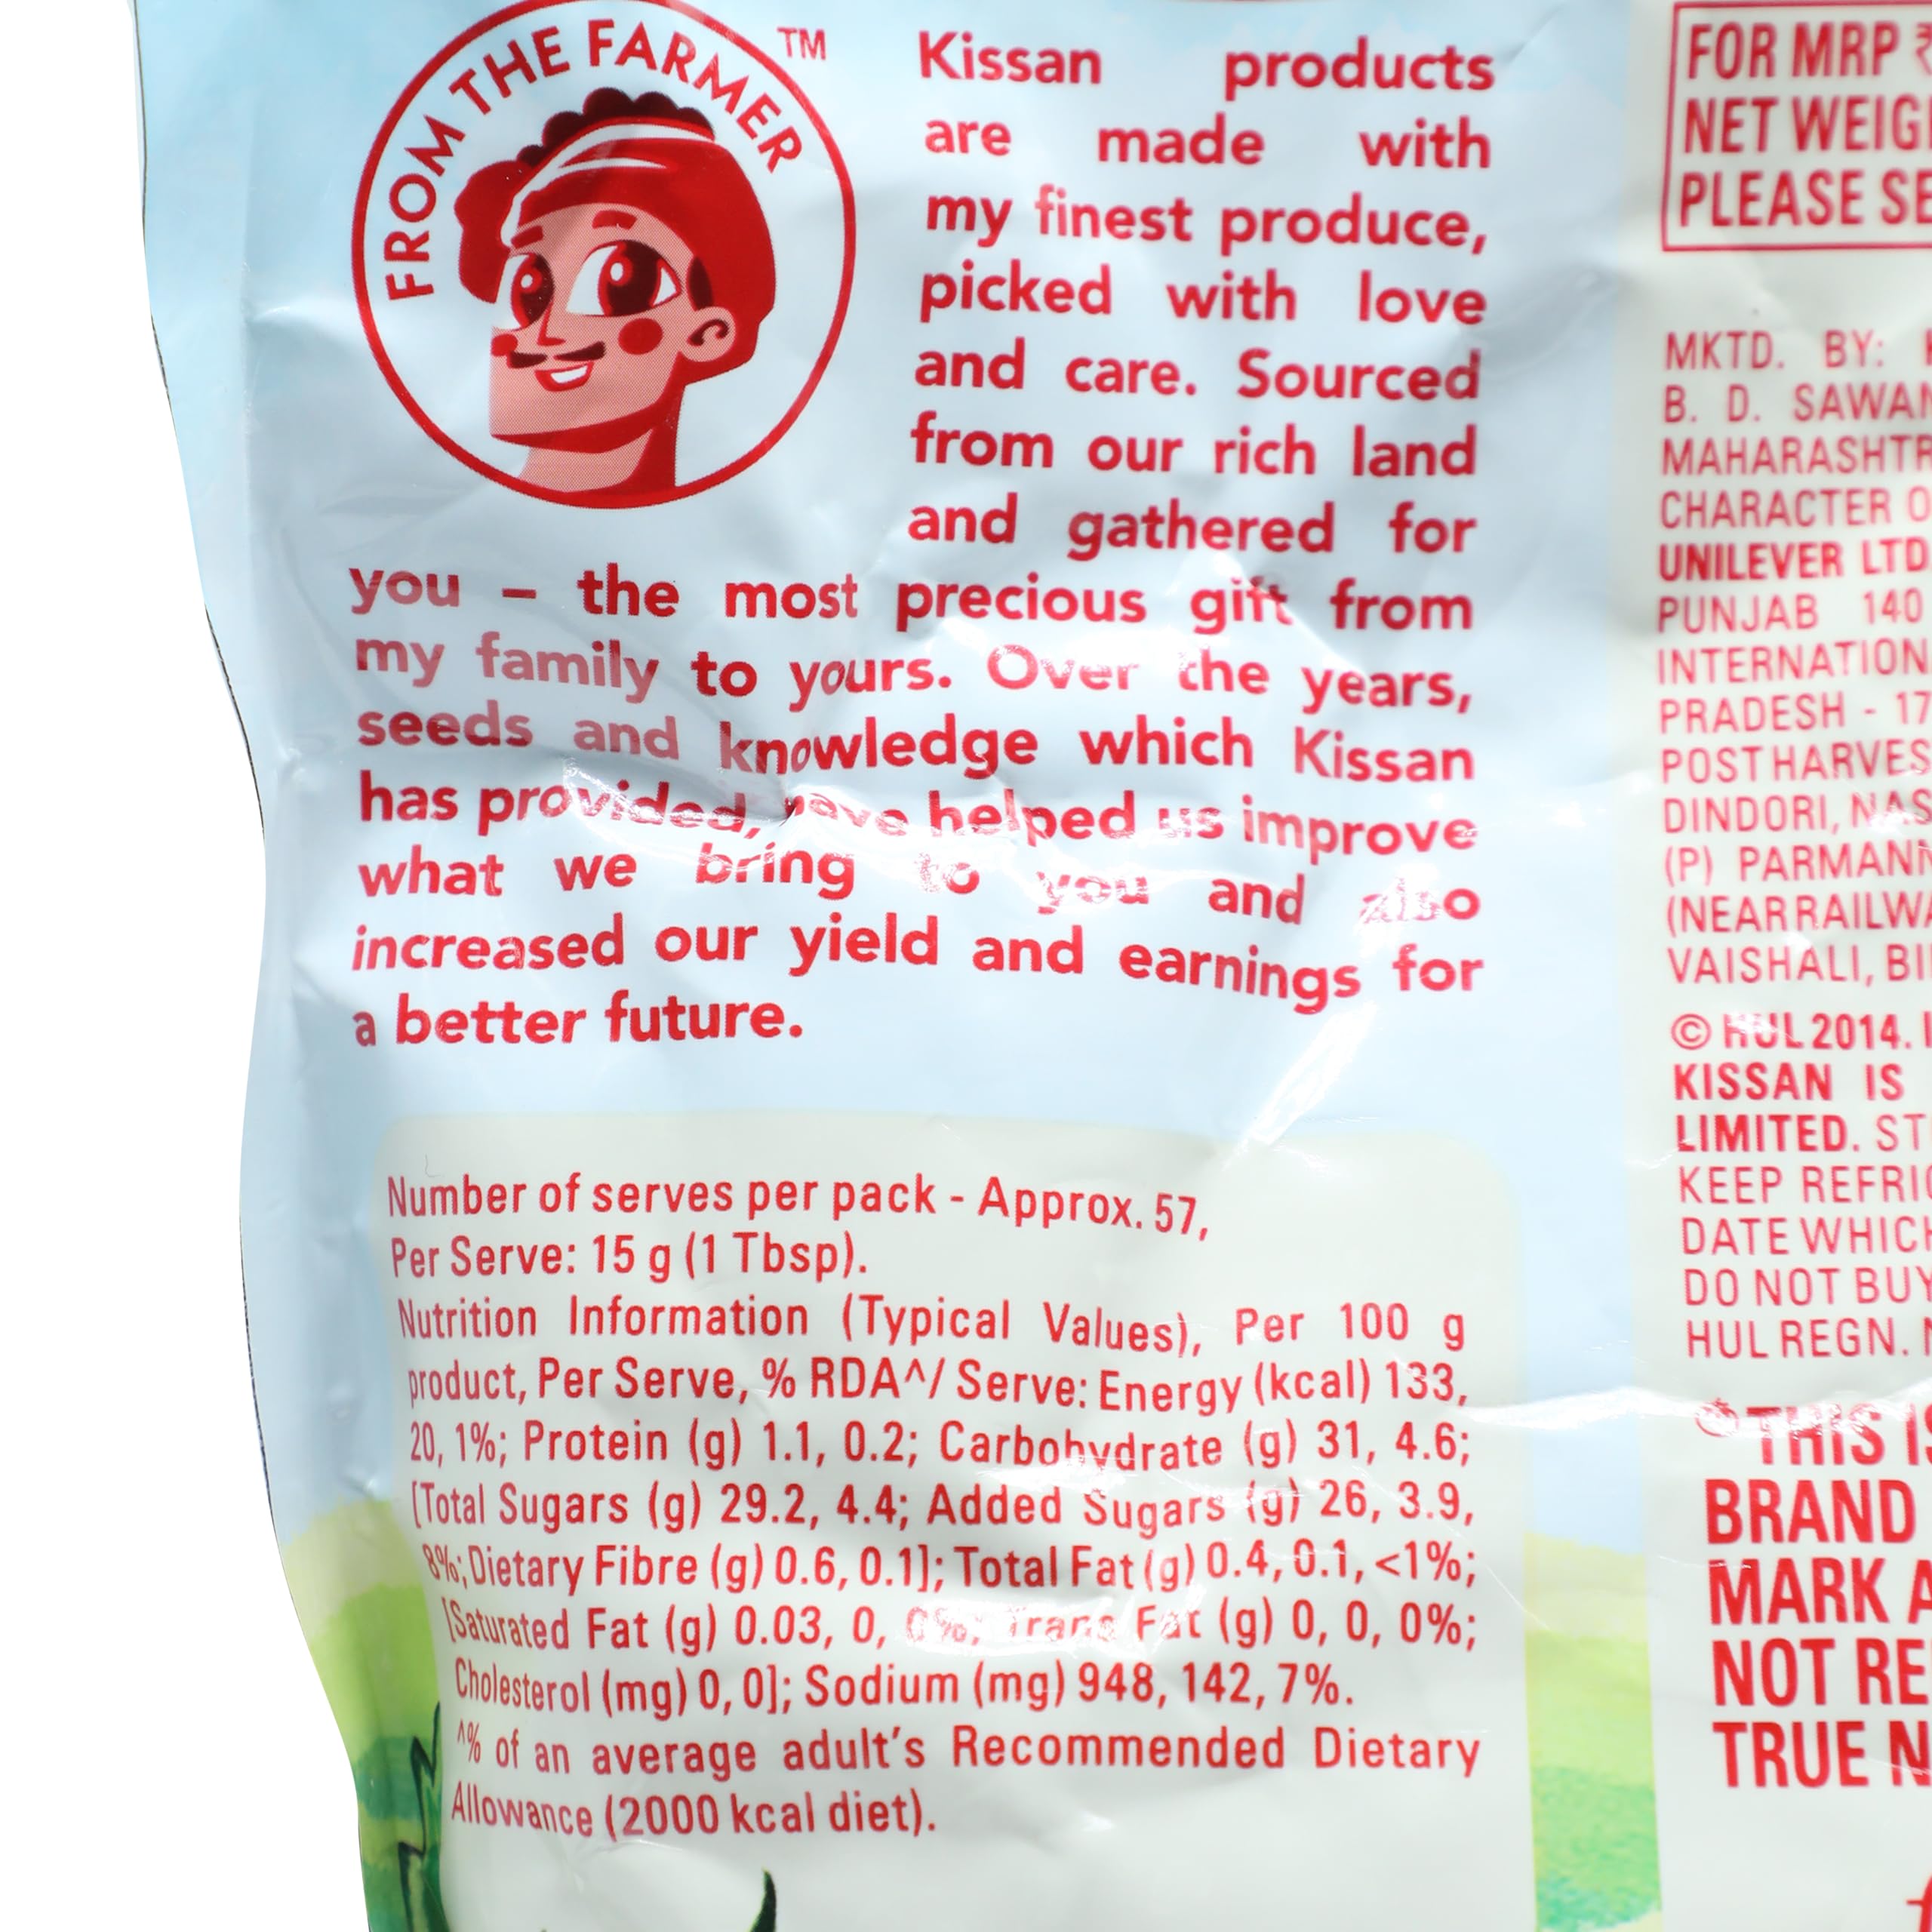 FROM THE FARMER
TM
Kissan products
are made with
my finest produce,
picked with love
and care. Sourced
from our rich land
and gathered for
you – the most precious gift from
my family to yours. Over the years,
seeds and knowledge which Kissan
has provided, have helped us improve
what we bring to you and also
increased our yield and earnings for
a better future.
Number of serves per pack - Approx. 57,
Per Serve: 15 g (1 Tbsp).
Nutrition Information (Typical Values), Per 100 g
product, Per Serve, % RDA^/ Serve: Energy (kcal) 133,
20, 1%; Protein (g) 1.1, 0.2; Carbohydrate (g) 31, 4.6;
[Total Sugars (g) 29.2, 4.4; Added Sugars (g) 26, 3.9,
8%; Dietary Fibre (g) 0.6, 0.1]; Total Fat (g) 0.4, 0.1, <1%;
[Saturated Fat (g) 0.03, 0, 0%; Trans Fat (g) 0, 0, 0%;
Cholesterol (mg) 0, 0]; Sodium (mg) 948, 142, 7%.
^% of an average adult's Recommended Dietary
Allowance (2000 kcal diet).
FOR MRP ₹
NET WEIG
PLEASE SE
MKTD. BY:
B. D. SAWAN
MAHARASHTR
CHARACTER O
UNILEVER LTD
PUNJAB 140
INTERNATION
PRADESH - 17
POST HARVES
DINDORI, NAS
(P) PARMAN
(NEAR RAILWA
VAISHALI, BI
© HUL 2014.
KISSAN IS
LIMITED. ST
KEEP REFRIG
DATE WHICH
DO NOT BUY
HUL REGN.
THIS IS
BRAND
MARK A
NOT RE
TRUE N